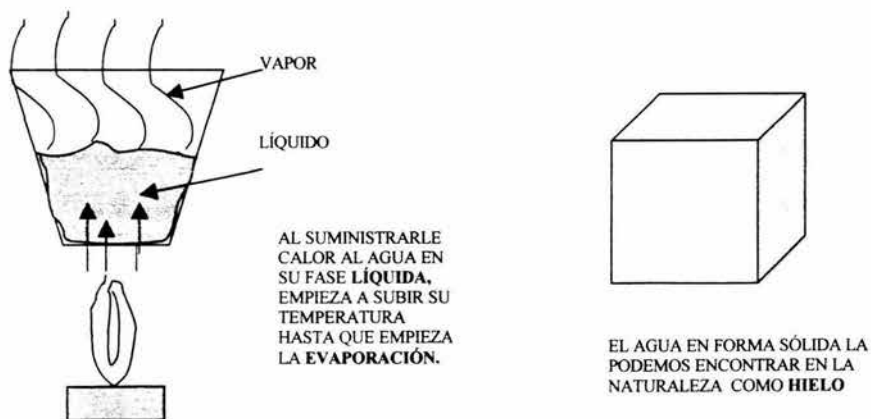 VAPOR
LÍQUIDO
AL SUMINISTRARLE
CALOR AL AGUA EN
SU FASE LÍQUIDA,
EMPIEZA A SUBIR SU
TEMPERATURA
HASTA QUE EMPIEZA
LA EVAPORACIÓN.
EL AGUA EN FORMA SÓLIDA LA
PODEMOS ENCONTRAR EN LA
NATURALEZA COMO HIELO